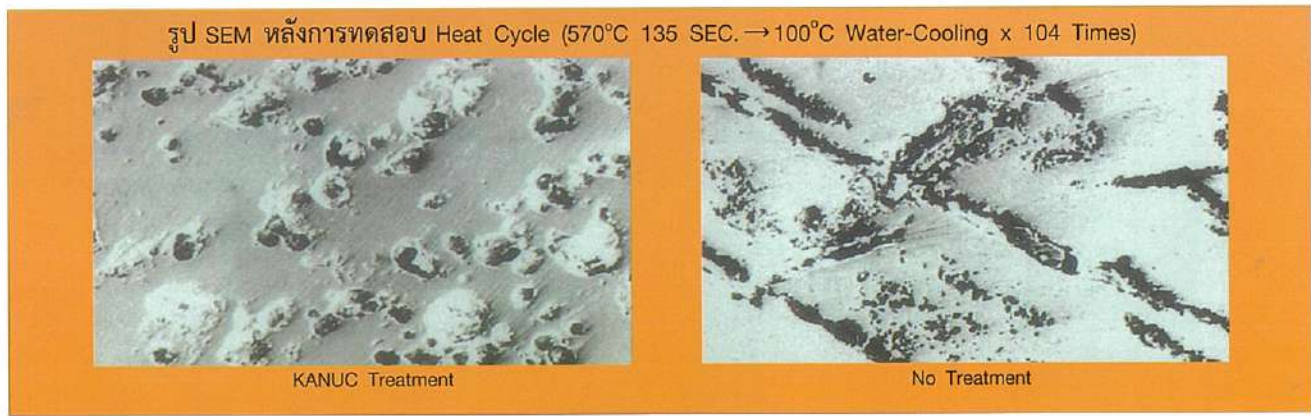 รูป SEM หลังการทดสอบ Heat Cycle (570°C 135 SEC. → 100°C Water-Cooling x 104 Times)
KANUC Treatment
No Treatment